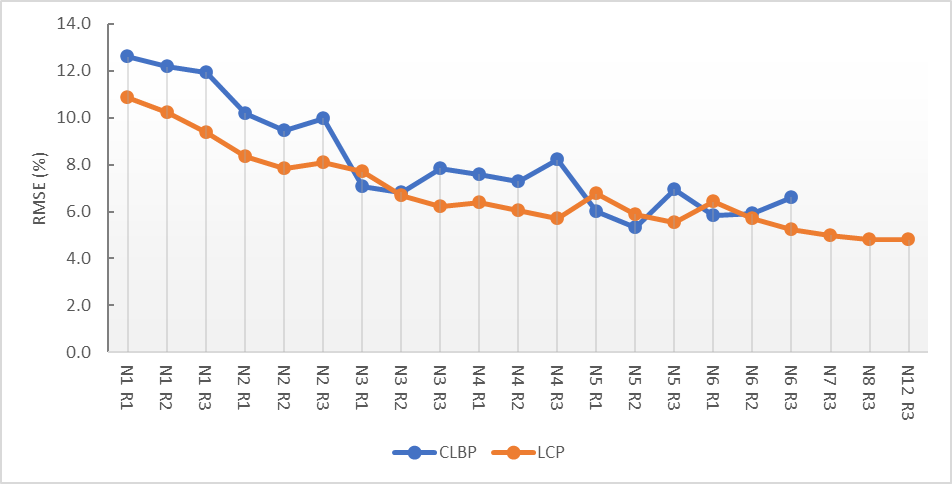 14.0
12.0
10.0
8.0
6.0
4.0
2.0
0.0
RMSE (%)
N1 R1
N1 R2
N1 R3
N2 R1
N2 R2
N2 R3
N3 R1
N3 R2
N3 R3
N4 R1
N4 R2
N4 R3
N5 R1
N5 R2
N5 R3
N6 R1
N6 R2
N6 R3
N7 R3
N8 R3
N12 R3
CLBP
LCP